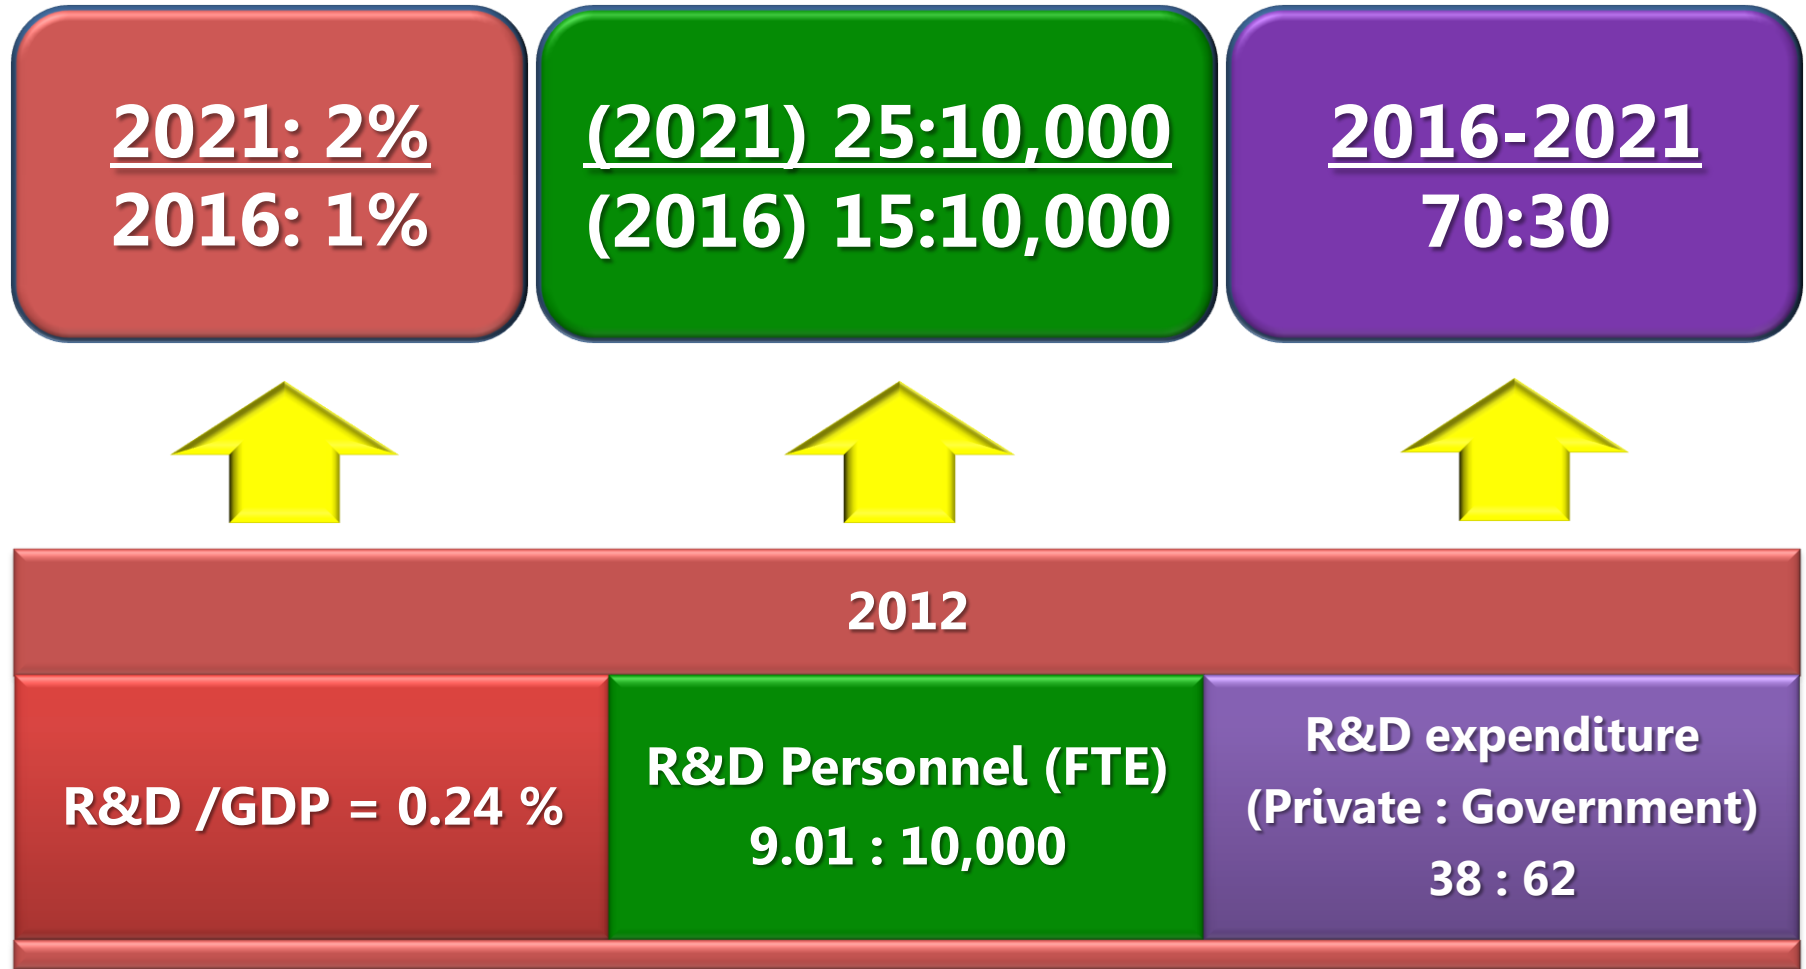 2021: 2%
2016: 1%
(2021) 25:10,000
(2016) 15:10,000
2016-2021
70:30
2012
R&D /GDP = 0.24 %
R&D Personnel (FTE)
9.01 : 10,000
R&D expenditure
(Private : Government)
38 : 62